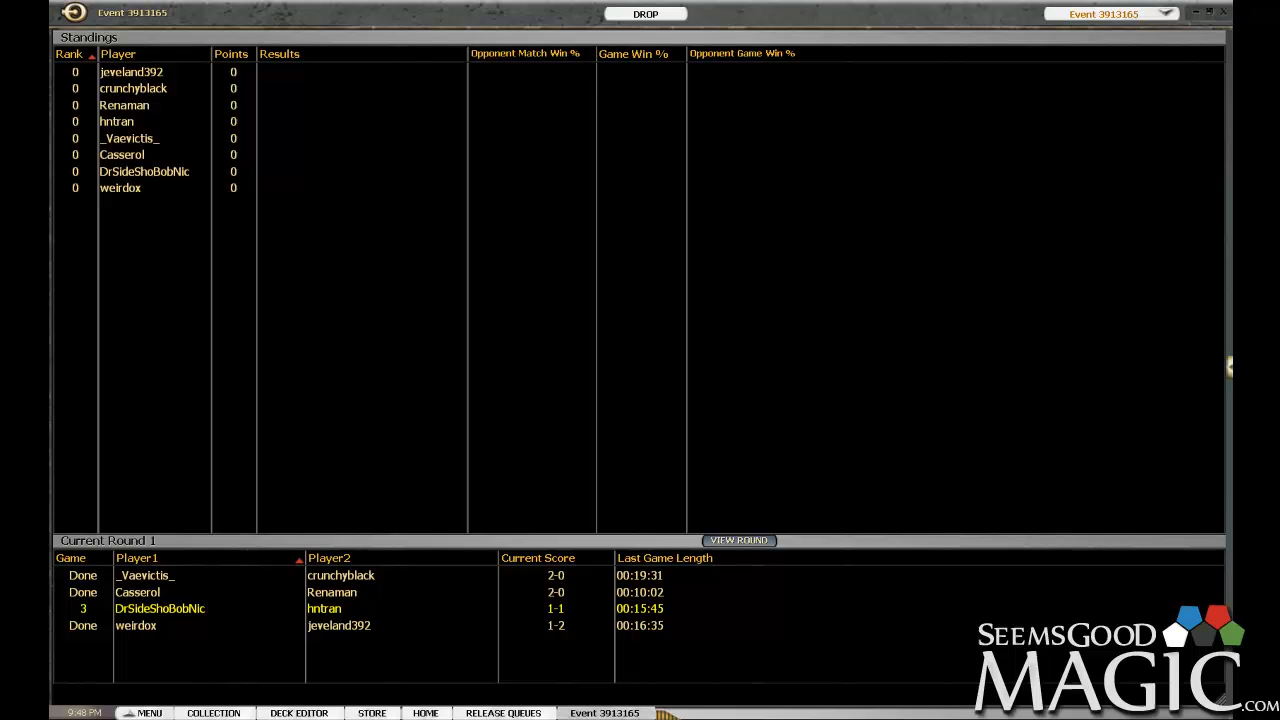 Event 3913165 DROP Event 3913165
Standings
Rank Player Points Results Opponent Match Win % Game Win % Opponent Game Win %
0 jeveland392 0
0 crunchyblack 0
0 Renaman 0
0 hntran 0
0 _Vaevictis_ 0
0 Casserol 0
0 DrSideShoBobNic 0
0 weirdox 0
Current Round 1 VIEW ROUND
Game Player1 Player2 Current Score Last Game Length
Done _Vaevictis_ crunchyblack 2-0 00:19:31
Done Casserol Renaman 2-0 00:10:02
3 DrSideShoBobNic hntran 1-1 00:15:45
Done weirdox jeveland392 1-2 00:16:35
SEEMSGOOD
MAGIC.COM
9:48 PM MENU COLLECTION DECK EDITOR STORE HOME RELEASE QUEUES Event 3913165